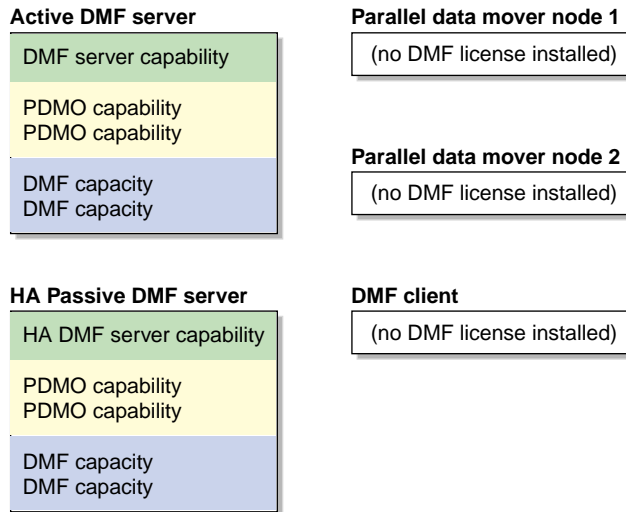 Active DMF server
DMF server capability
PDMO capability
PDMO capability
DMF capacity
DMF capacity
Parallel data mover node 1
(no DMF license installed)
Parallel data mover node 2
(no DMF license installed)
HA Passive DMF server
HA DMF server capability
PDMO capability
PDMO capability
DMF capacity
DMF capacity
DMF client
(no DMF license installed)